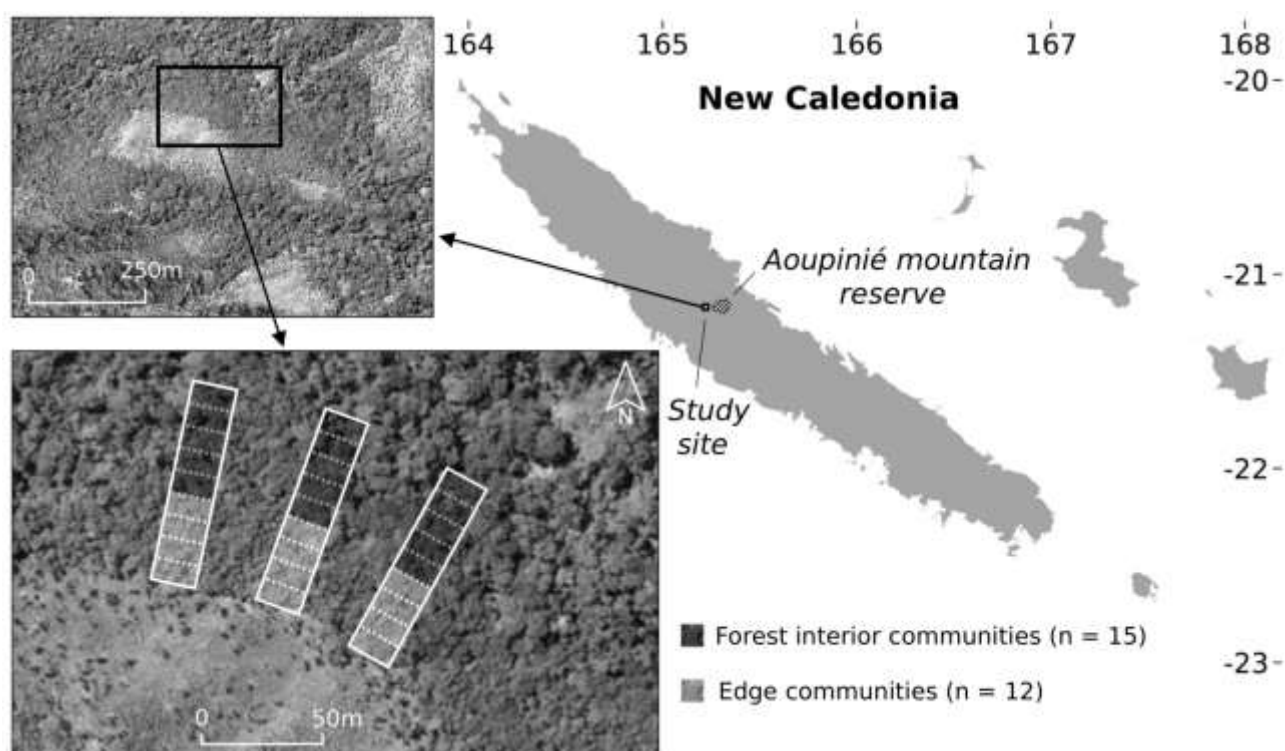 164 165 166 167 168
-20
New Caledonia
-21
Aoupinié mountain
reserve
0 250m
Study
site
N
-22
Forest interior communities (n = 15)
-23
Edge communities (n = 12)
0 50m